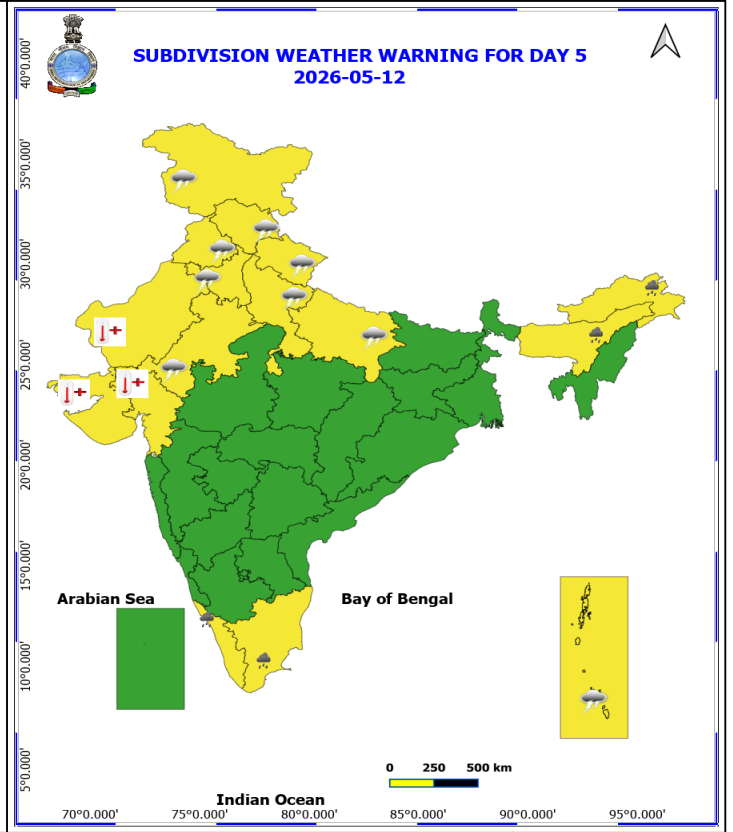 SUBDIVISION WEATHER WARNING FOR DAY 5
2026-05-12
40°0.000'
35°0.000'
30°0.000'
25°0.000'
20°0.000'
15°0.000'
10°0.000'
5°0.000'
Arabian Sea
Bay of Bengal
0 250 500 km
Indian Ocean
70°0.000' 75°0.000' 80°0.000' 85°0.000' 90°0.000' 95°0.000'